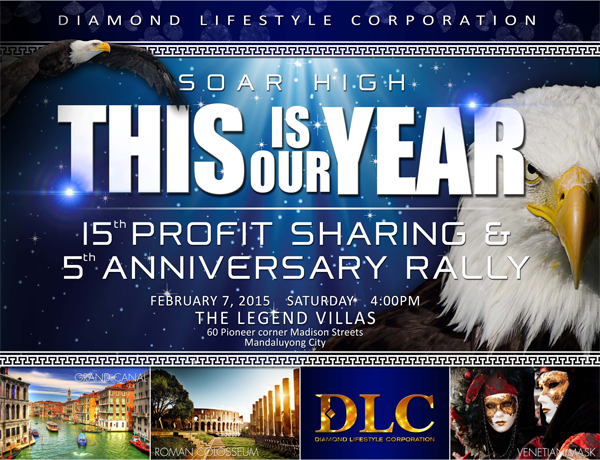 DIAMOND LIFESTYLE CORPORATION
SOAR HIGH
THIS IS OUR YEAR
15th PROFIT SHARING &
5th ANNIVERSARY RALLY
FEBRUARY 7, 2015 SATURDAY 4:00PM
THE LEGEND VILLAS
60 Pioneer corner Madison Streets
Mandaluyong City
GRAND CANAL
ROMAN COLOSSEUM
DLC
DIAMOND LIFESTYLE CORPORATION
VENETIAN MASK